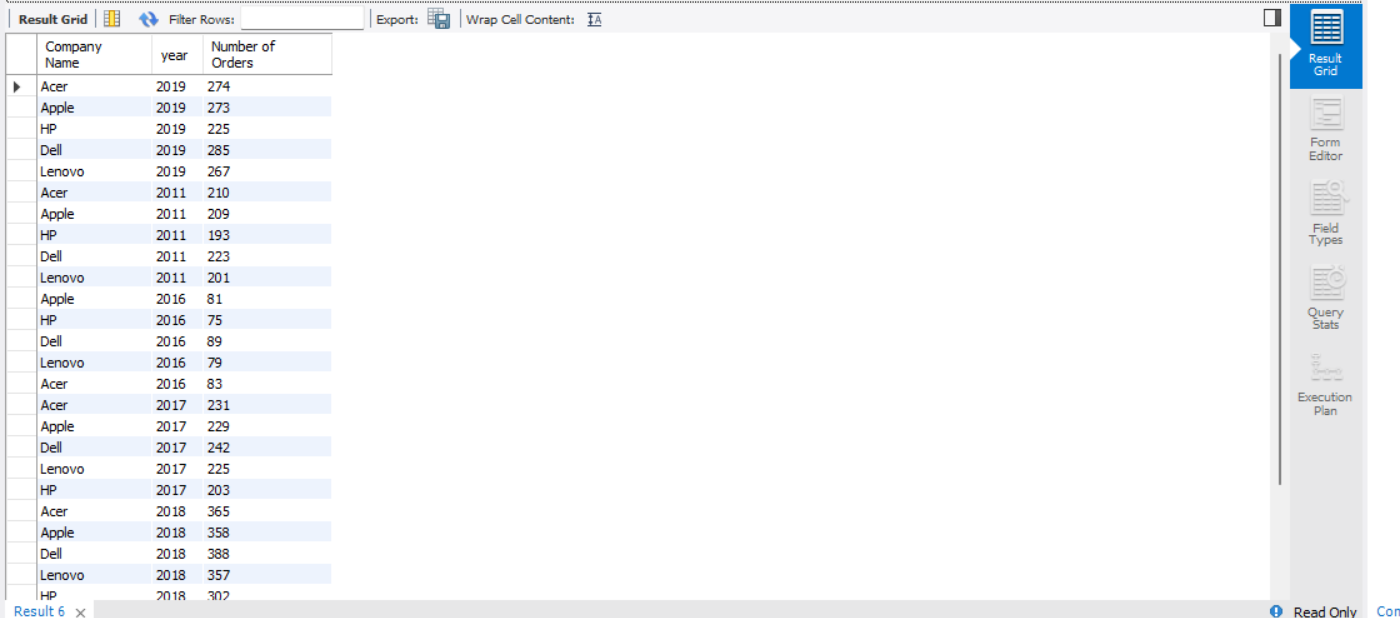 Result Grid Filter Rows: Export: Wrap Cell Content: IA
Company Name year Number of Orders
Acer 2019 274
Apple 2019 273
HP 2019 225
Dell 2019 285
Lenovo 2019 267
Acer 2011 210
Apple 2011 209
HP 2011 193
Dell 2011 223
Lenovo 2011 201
Apple 2016 81
HP 2016 75
Dell 2016 89
Lenovo 2016 79
Acer 2016 83
Acer 2017 231
Apple 2017 229
Dell 2017 242
Lenovo 2017 225
HP 2017 203
Acer 2018 365
Apple 2018 358
Dell 2018 388
Lenovo 2018 357
HP 2018 302
Result
Grid
Form
Editor
Field
Types
Query
Stats
Execution
Plan
Result 6 Read Only